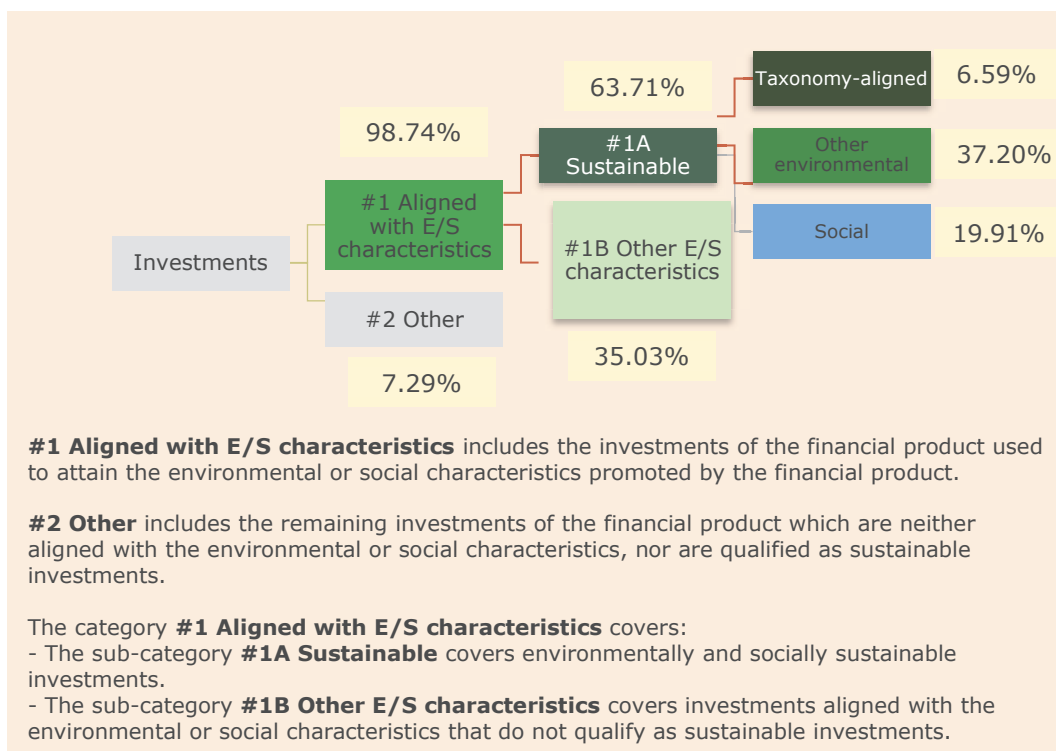 Taxonomy-aligned
6.59%
63.71%
98.74%
#1A
Sustainable
Other
environmental
37.20%
#1 Aligned
with E/S
characteristics
#1B Other E/S
characteristics
Social
19.91%
Investments
#2 Other
35.03%
7.29%
#1 Aligned with E/S characteristics includes the investments of the financial product used
to attain the environmental or social characteristics promoted by the financial product.
#2 Other includes the remaining investments of the financial product which are neither
aligned with the environmental or social characteristics, nor are qualified as sustainable
investments.
The category #1 Aligned with E/S characteristics covers:
- The sub-category #1A Sustainable covers environmentally and socially sustainable
investments.
- The sub-category #1B Other E/S characteristics covers investments aligned with the
environmental or social characteristics that do not qualify as sustainable investments.